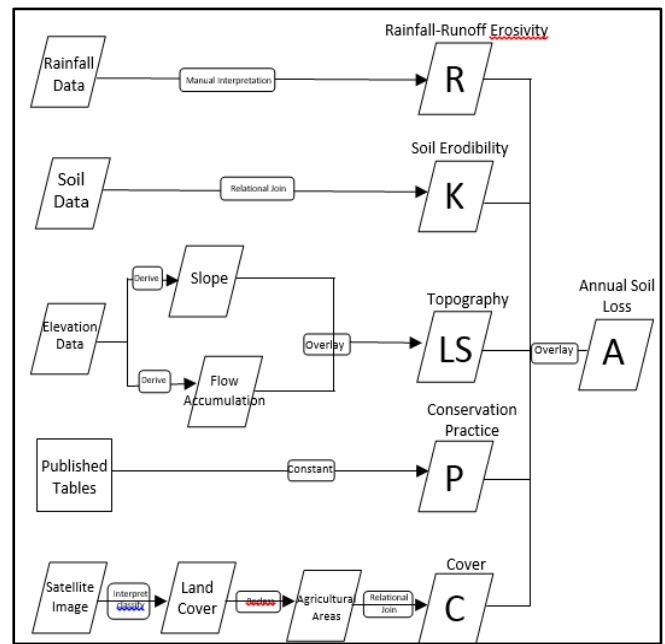 Rainfall-Runoff Erosivity
Rainfall
Data
Manual Interpretation
R
Soil Erodibility
Soil
Data
Relational Join
K
Elevation
Data
Derive
Slope
Derive
Flow
Accumulation
Overlay
Topography
LS
Annual Soil
Loss
Overlay
A
Conservation
Practice
Published
Tables
Constant
P
Cover
Satellite
Image
Interpret
classify
Land
Cover
Agricultural
Areas
Relational
Join
C